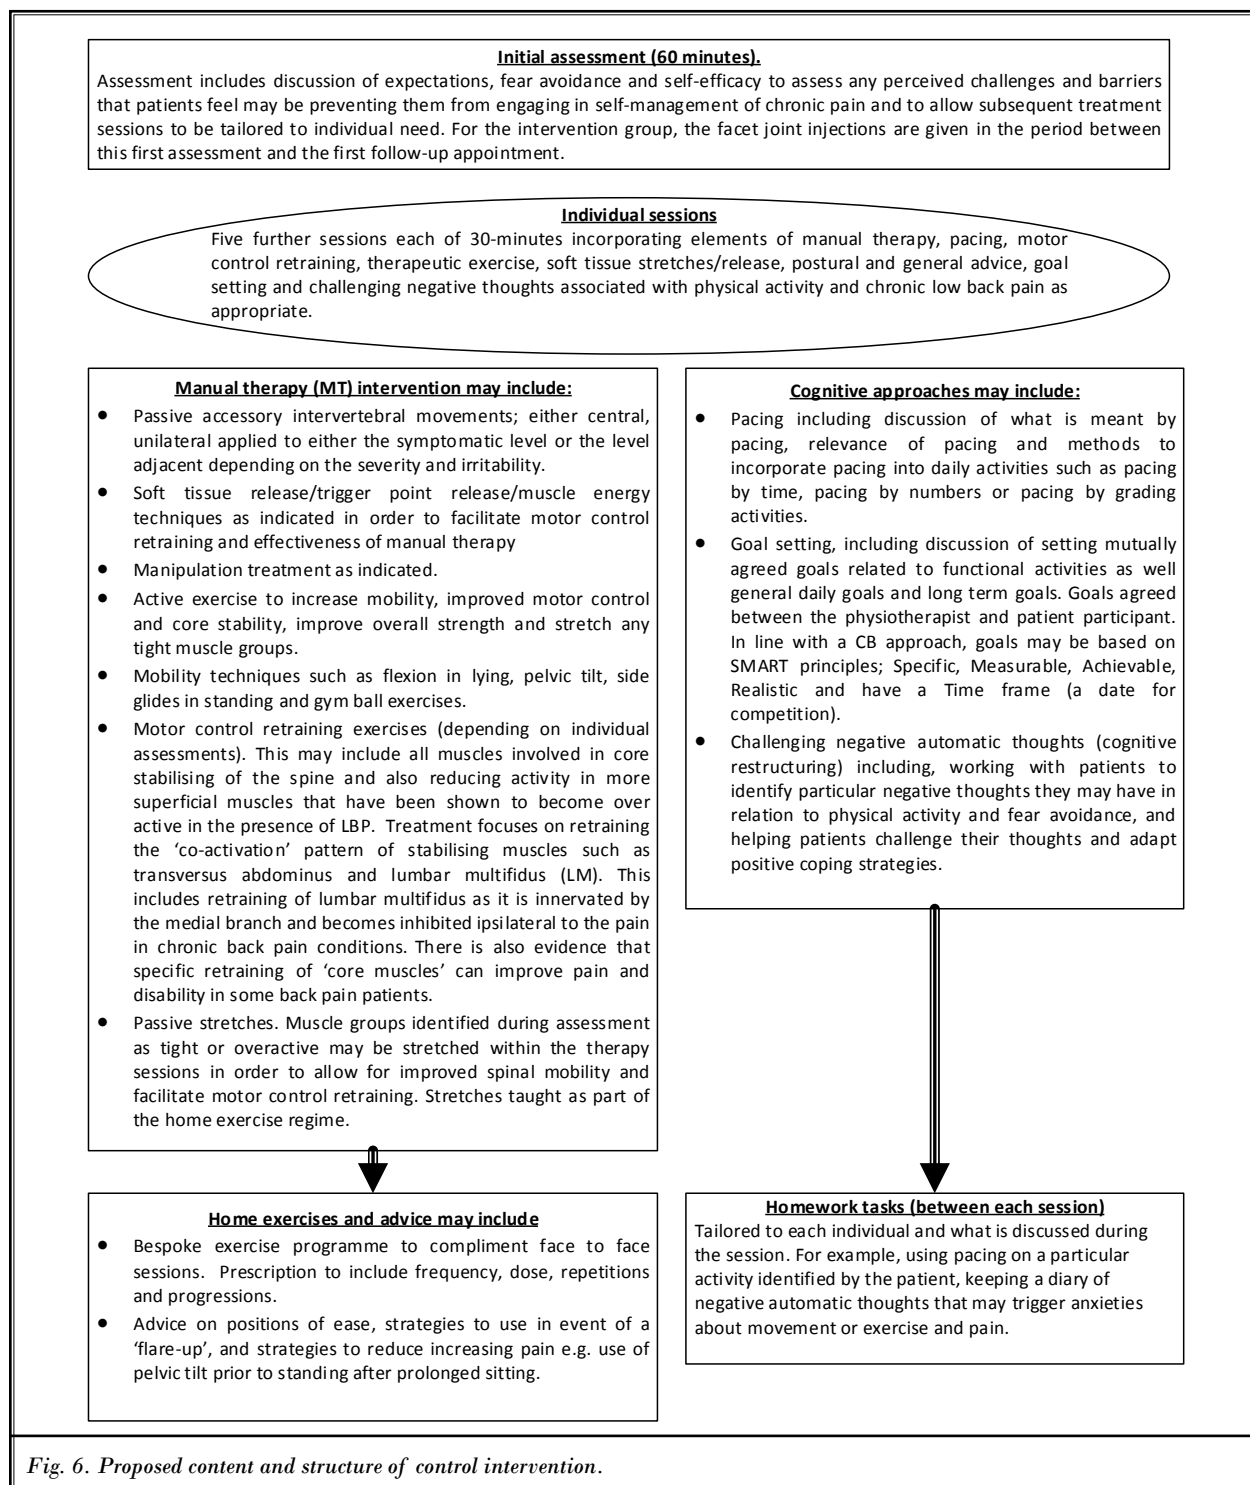 Initial assessment (60 minutes).
Assessment includes discussion of expectations, fear avoidance and self-efficacy to assess any perceived challenges and barriers
that patients feel may be preventing them from engaging in self-management of chronic pain and to allow subsequent treatment
sessions to be tailored to individual need. For the intervention group, the facet joint injections are given in the period between
this first assessment and the first follow-up appointment.
Individual sessions
Five further sessions each of 30-minutes incorporating elements of manual therapy, pacing, motor
control retraining, therapeutic exercise, soft tissue stretches/release, postural and general advice, goal
setting and challenging negative thoughts associated with physical activity and chronic low back pain as
appropriate.
Manual therapy (MT) intervention may include:
• Passive accessory intervertebral movements; either central,
unilateral applied to either the symptomatic level or the level
adjacent depending on the severity and irritability.
• Soft tissue release/trigger point release/muscle energy
techniques as indicated in order to facilitate motor control
retraining and effectiveness of manual therapy
• Manipulation treatment as indicated.
• Active exercise to increase mobility, improved motor control
and core stability, improve overall strength and stretch any
tight muscle groups.
• Mobility techniques such as flexion in lying, pelvic tilt, side
glides in standing and gym ball exercises.
• Motor control retraining exercises (depending on individual
assessments). This may include all muscles involved in core
stabilising of the spine and also reducing activity in more
superficial muscles that have been shown to become over
active in the presence of LBP.  Treatment focuses on retraining
the ‘co-activation’ pattern of stabilising muscles such as
transversus abdominus and lumbar multifidus (LM). This
includes retraining of lumbar multifidus as it is innervated by
the medial branch and becomes inhibited ipsilateral to the pain
in chronic back pain conditions. There is also evidence that
specific retraining of ‘core muscles’ can improve pain and
disability in some back pain patients.
• Passive stretches. Muscle groups identified during assessment
as tight or overactive may be stretched within the therapy
sessions in order to allow for improved spinal mobility and
facilitate motor control retraining. Stretches taught as part of
the home exercise regime.
Cognitive approaches may include:
• Pacing including discussion of what is meant by
pacing, relevance of pacing and methods to
incorporate pacing into daily activities such as pacing
by time, pacing by numbers or pacing by grading
activities.
• Goal setting, including discussion of setting mutually
agreed goals related to functional activities as well
general daily goals and long term goals. Goals agreed
between the physiotherapist and patient participant.
In line with a CB approach, goals may be based on
SMART principles; Specific, Measurable, Achievable,
Realistic and have a Time frame (a date for
competition).
• Challenging negative automatic thoughts (cognitive
restructuring) including, working with patients to
identify particular negative thoughts they may have in
relation to physical activity and fear avoidance, and
helping patients challenge their thoughts and adapt
positive coping strategies.
Home exercises and advice may include
• Bespoke exercise programme to compliment face to face
sessions.  Prescription to include frequency, dose, repetitions
and progressions.
• Advice on positions of ease, strategies to use in event of a
‘flare-up’, and strategies to reduce increasing pain e.g. use of
pelvic tilt prior to standing after prolonged sitting.
Homework tasks (between each session)
Tailored to each individual and what is discussed during
the session. For example, using pacing on a particular
activity identified by the patient, keeping a diary of
negative automatic thoughts that may trigger anxieties
about movement or exercise and pain.
Fig. 6. Proposed content and structure of control intervention.